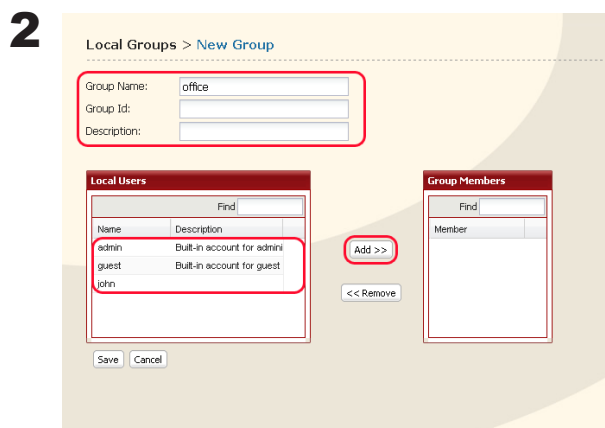 2
Local Groups > New Group
Group Name: office
Group Id:
Description:
Local Users
Find
Name Description
admin Built-in account for admini
guest Built-in account for guest
john
Add >>
<< Remove
Group Members
Find
Member
Save Cancel